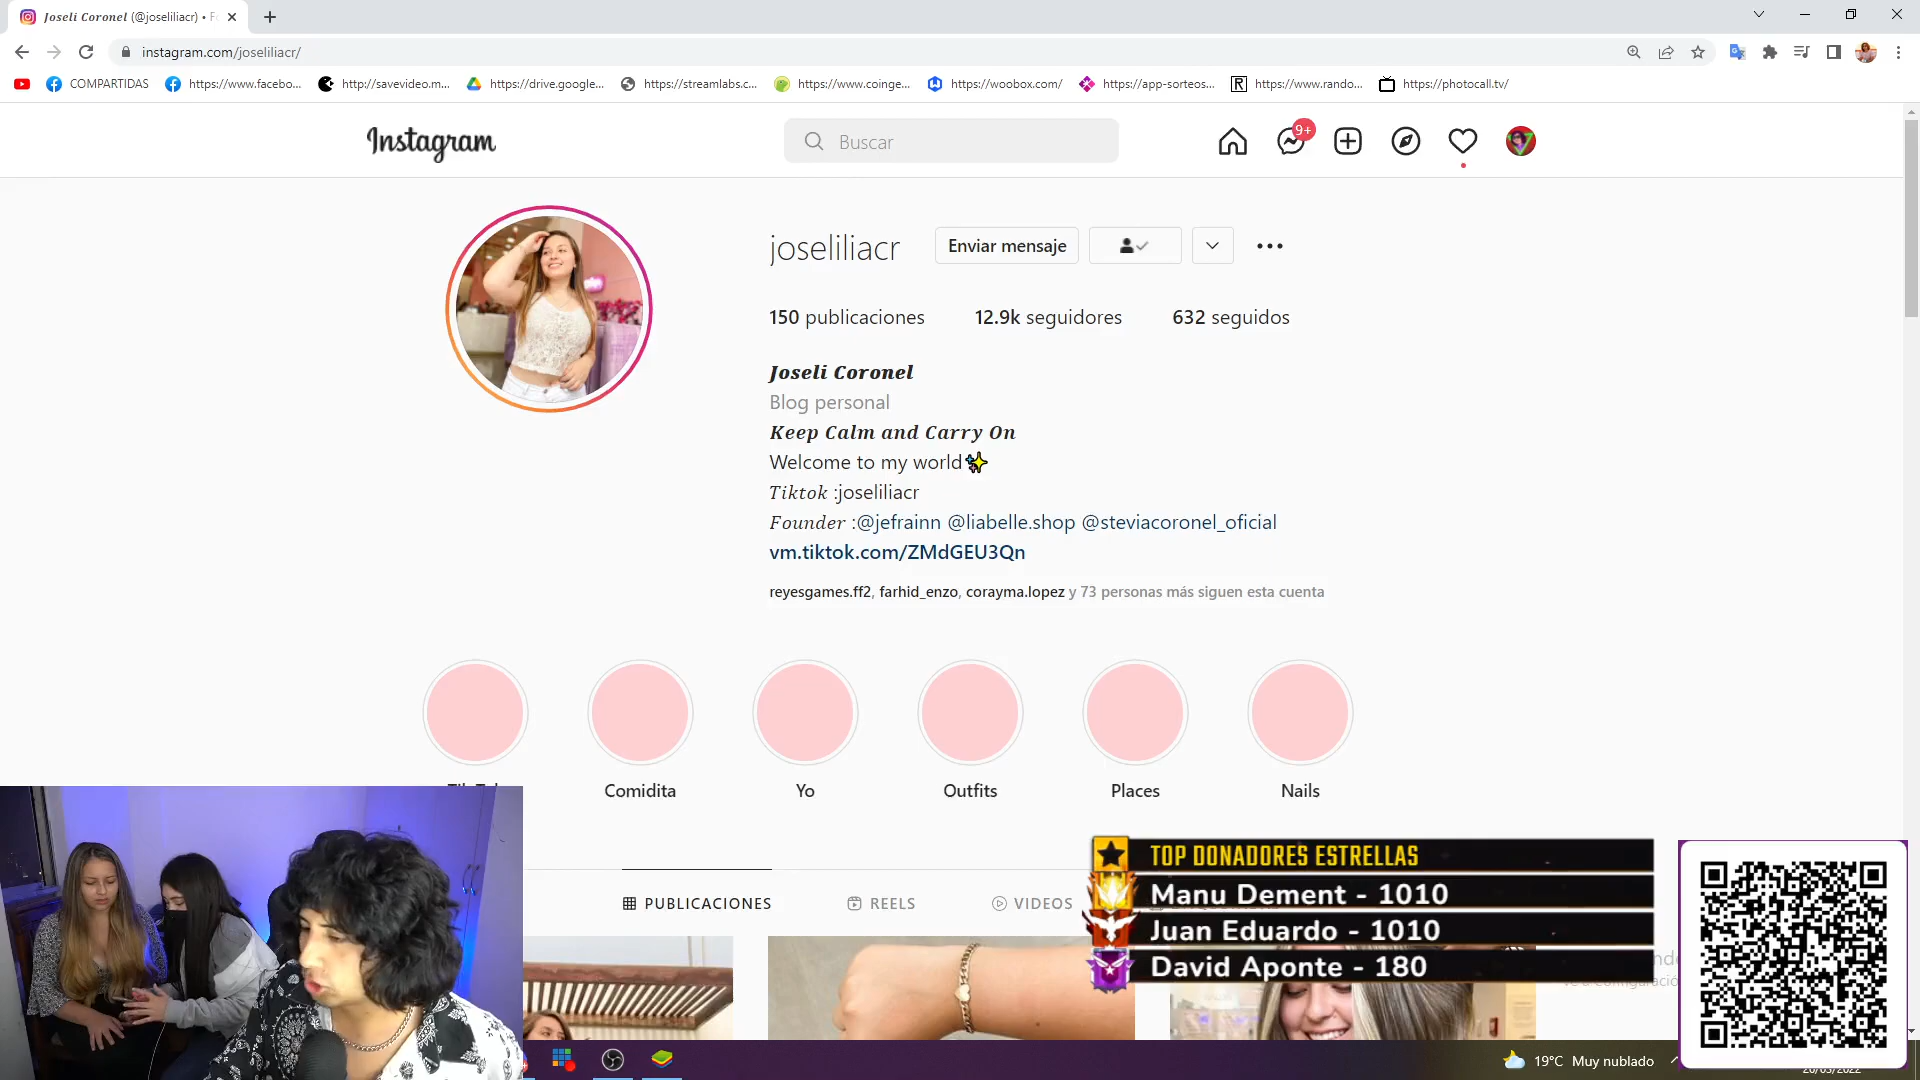 Joseli Coronel (@joseliliacr) • F
instagram.com/joseliliacr/
COMPARTIDAS
https://www.facebo...
http://savevideo.m...
https://drive.google...
https://streamlabs.c...
https://www.coinge...
https://woobox.com/
https://app-sorteos...
https://www.rando...
https://photocall.tv/
Instagram
Buscar
9+
joseliliacr
Enviar mensaje
150 publicaciones 12.9k seguidores 632 seguidos
Joseli Coronel
Blog personal
Keep Calm and Carry On
Welcome to my world✨
Tiktok :joseliliacr
Founder :@jefrainn @liabelle.shop @steviacoronel_oficial
vm.tiktok.com/ZMdGEU3Qn
reyesgames.ff2, farhid_enzo, corayma.lopez y 73 personas más siguen esta cuenta
Comidita
Yo
Outfits
Places
Nails
PUBLICACIONES
REELS
VIDEOS
TOP DONADORES ESTRELLAS
Manu Dement - 1010
Juan Eduardo - 1010
David Aponte - 180
19°C Muy nublado